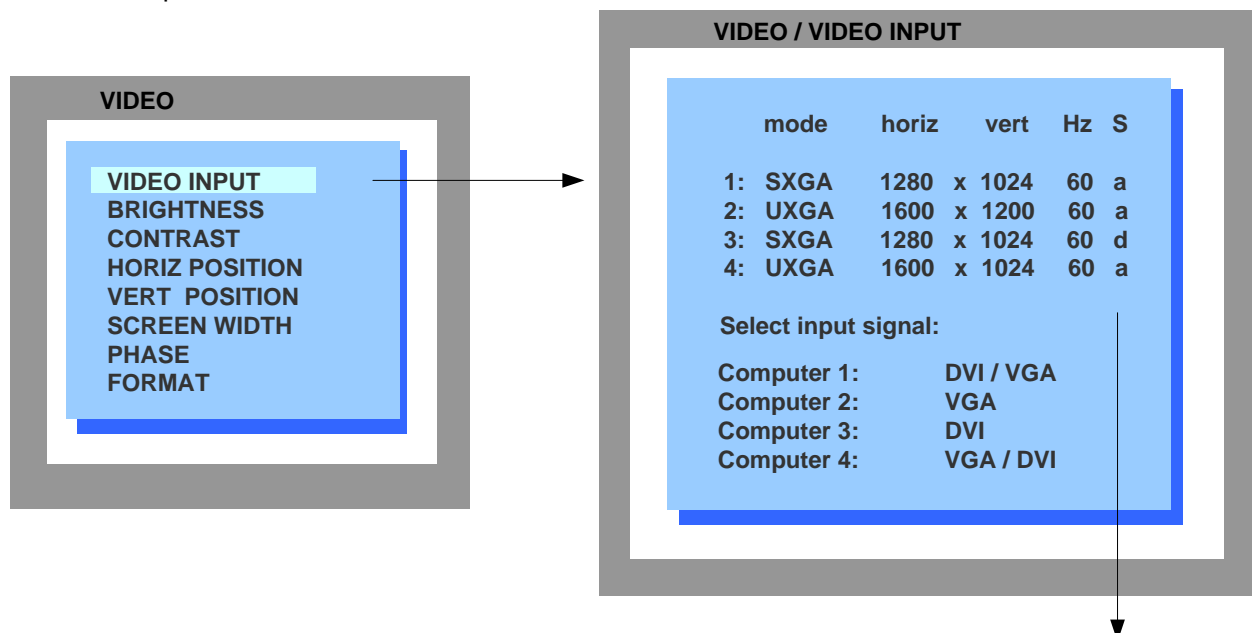 VIDEO
VIDEO INPUT
BRIGHTNESS
CONTRAST
HORIZ POSITION
VERT POSITION
SCREEN WIDTH
PHASE
FORMAT
VIDEO / VIDEO INPUT
mode horiz vert Hz S
1: SXGA 1280 x 1024 60 a
2: UXGA 1600 x 1200 60 a
3: SXGA 1280 x 1024 60 d
4: UXGA 1600 x 1024 60 a
Select input signal:
Computer 1: DVI / VGA
Computer 2: VGA
Computer 3: DVI
Computer 4: VGA / DVI